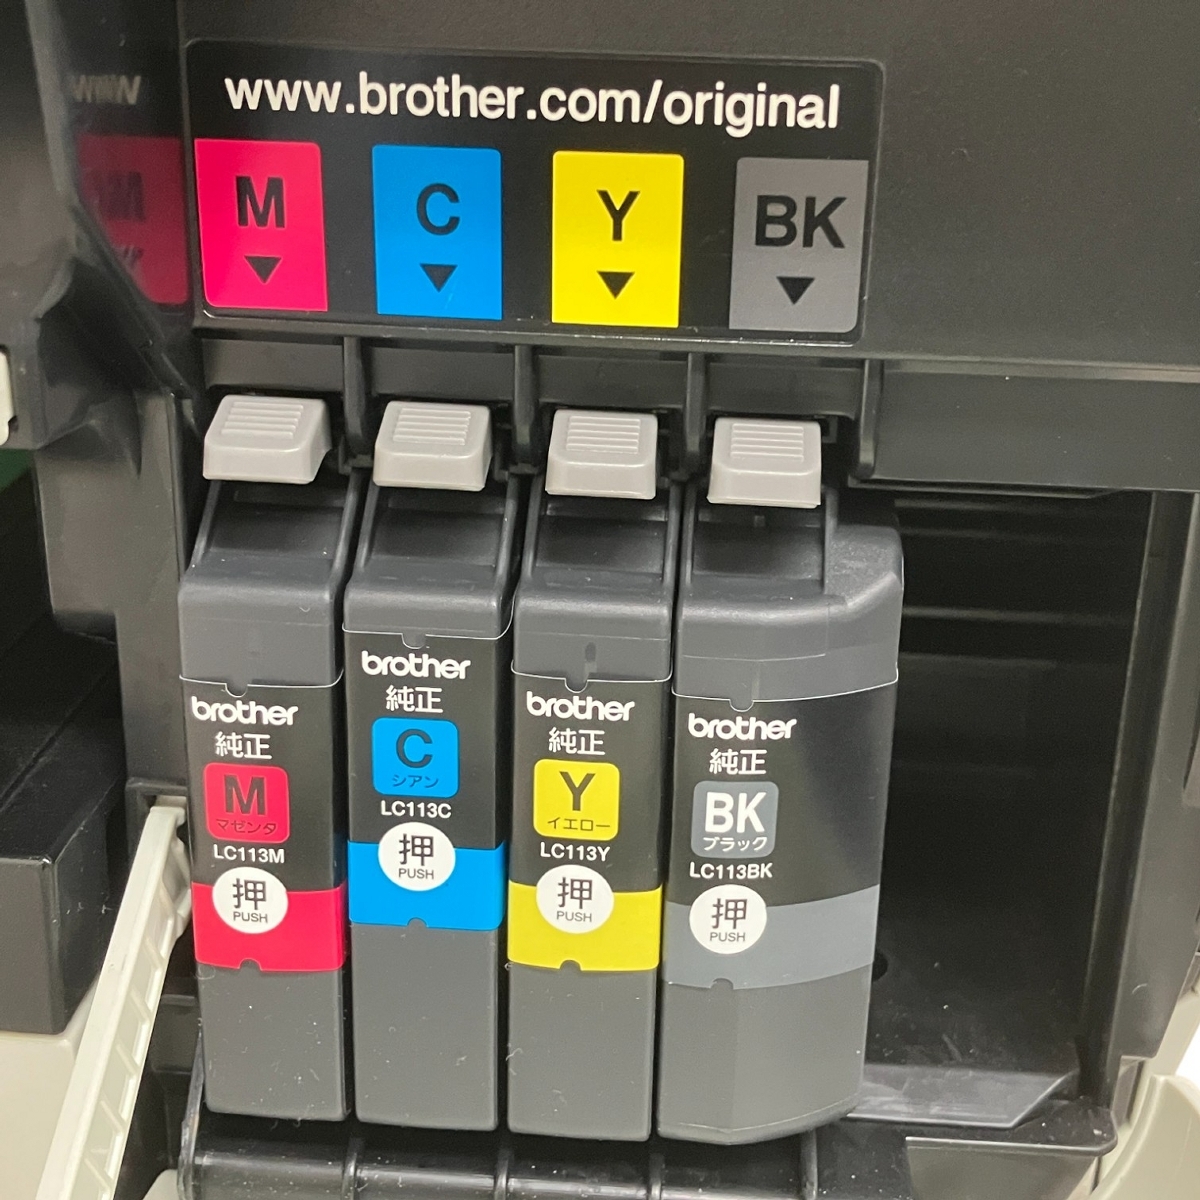 www.brother.com/original
M
C
Y
BK
brother
純正
M
マゼンタ
LC113M
押
PUSH
brother
純正
C
シアン
LC113C
押
PUSH
brother
純正
Y
イエロー
LC113Y
押
PUSH
brother
純正
BK
ブラック
LC113BK
押
PUSH